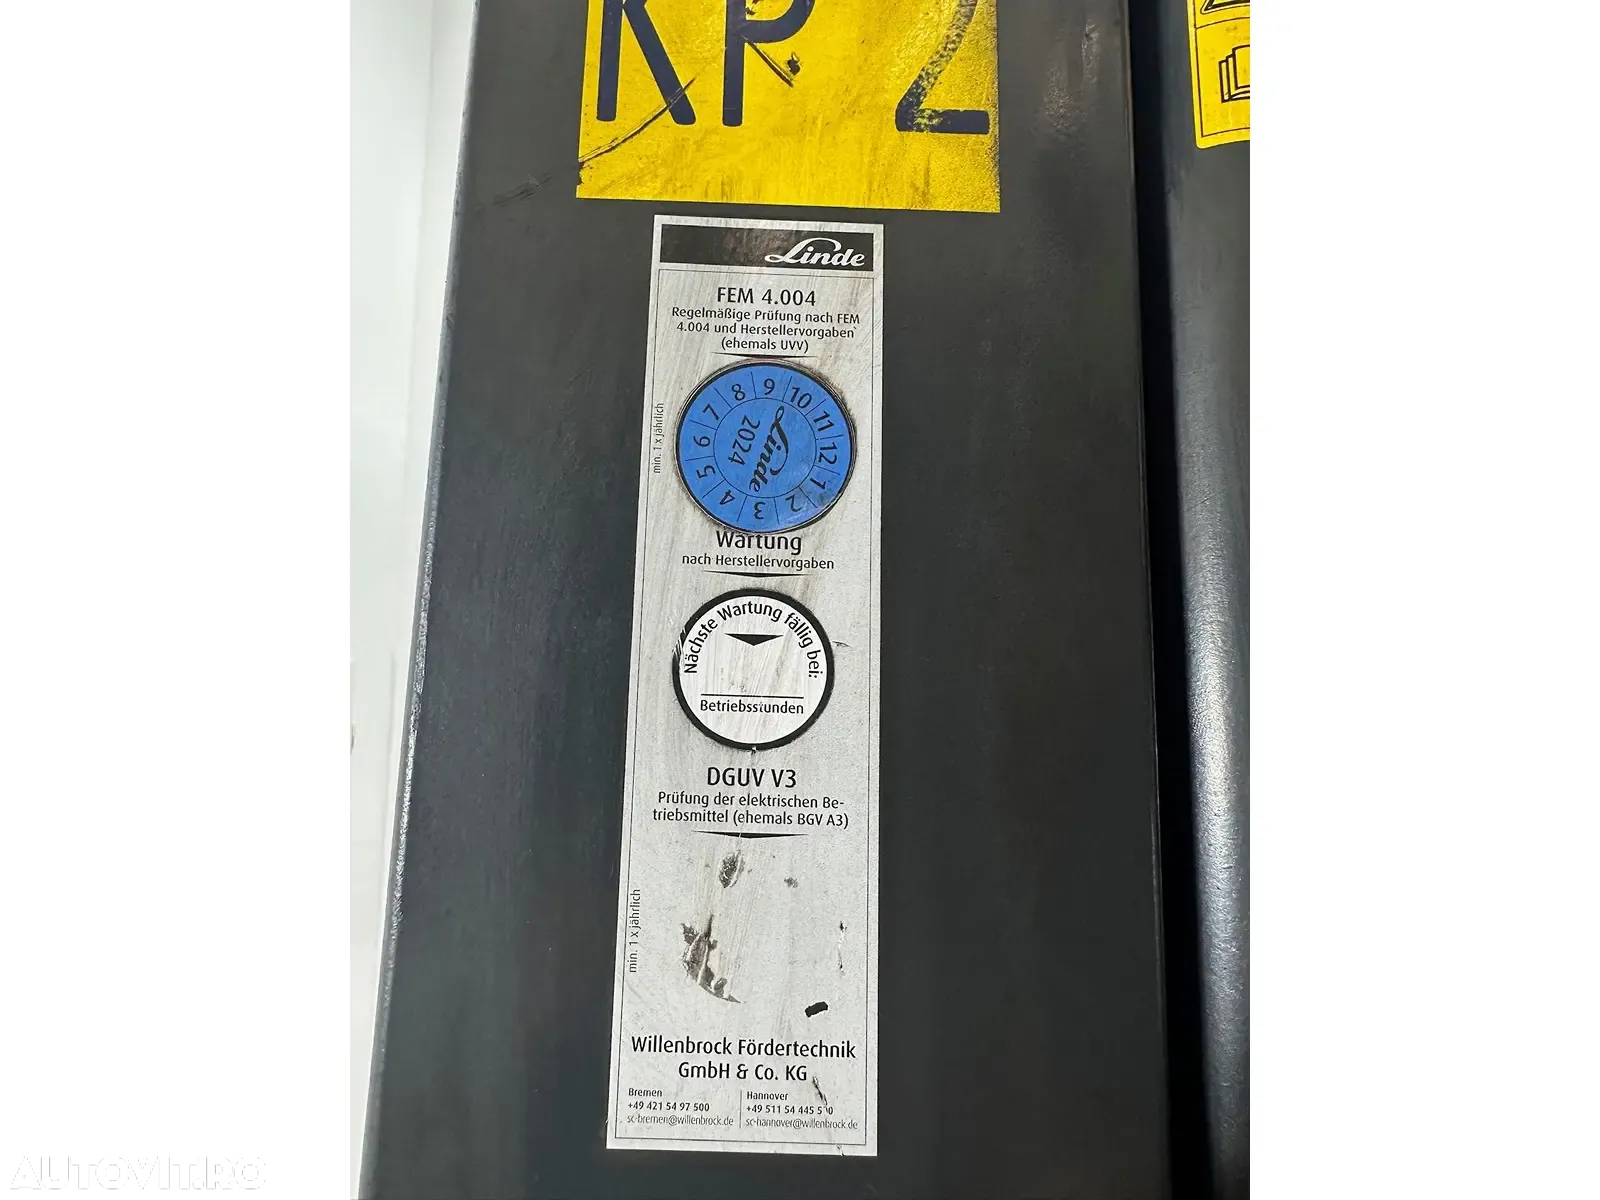 KP 2
Linde
FEM 4.004
Regelmäßige Prüfung nach FEM
4.004 und Herstellervorgaben
(ehemals UVV)
min. 1 x jährlich
1 2 3 4 5 6 7 8 9 10 11 12
Linde
2024
Wartung
nach Herstellervorgaben
Nächste Wartung fällig bei:
Betriebsstunden
DGUV V3
Prüfung der elektrischen Be-
triebsmittel (ehemals BGV A3)
min. 1 x jährlich
Willenbrock Fördertechnik
GmbH & Co. KG
Bremen
+49 421 54 97 500
sc-bremen@willenbrock.de
Hannover
+49 511 54 445
sc-hannover@willenbrock.de
AUTOVIT.RO